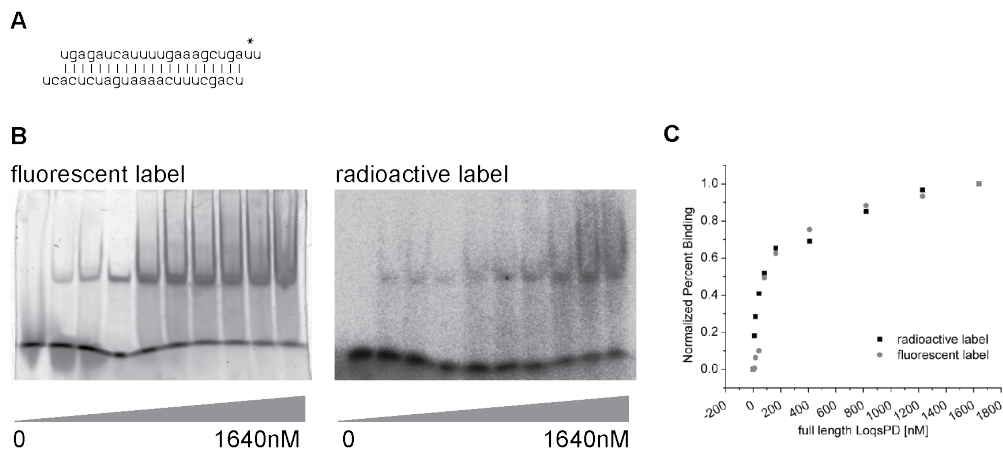 A
*
ugagaucauuuugaaagcugauu
ucacucuaguaaaacuuucgacu
B
fluorescent label
radioactive label
0
1640nM
0
1640nM
C
Normalized Percent Binding
1.0
0.8
0.6
0.4
0.2
0.0
radioactive label
fluorescent label
-200
0
200
400
600
800
1000
1200
1400
1600
1800
full length LoqsPD [nM]